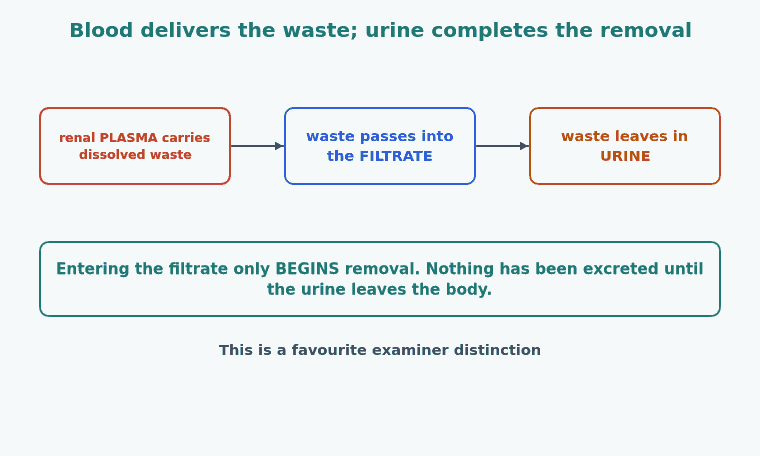 Blood delivers the waste; urine completes the removal
renal PLASMA carries
dissolved waste
waste passes into
the FILTRATE
waste leaves in
URINE
Entering the filtrate only BEGINS removal. Nothing has been excreted until
the urine leaves the body.
This is a favourite examiner distinction